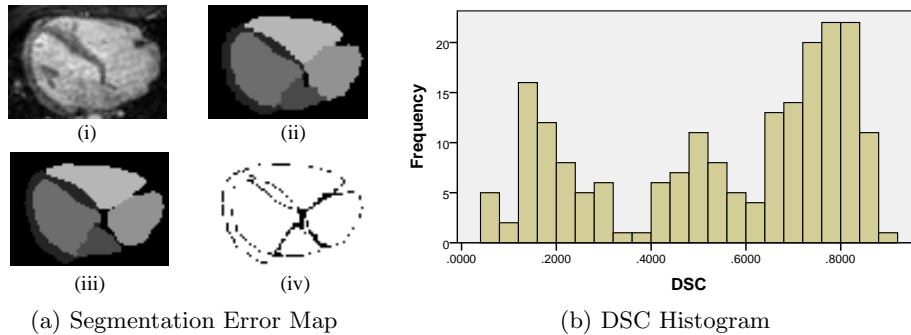 (i)
(ii)
(iii)
(iv)
(a) Segmentation Error Map
Frequency
20
15
10
5
0
.0000
.2000
.4000
.6000
.8000
DSC
(b) DSC Histogram